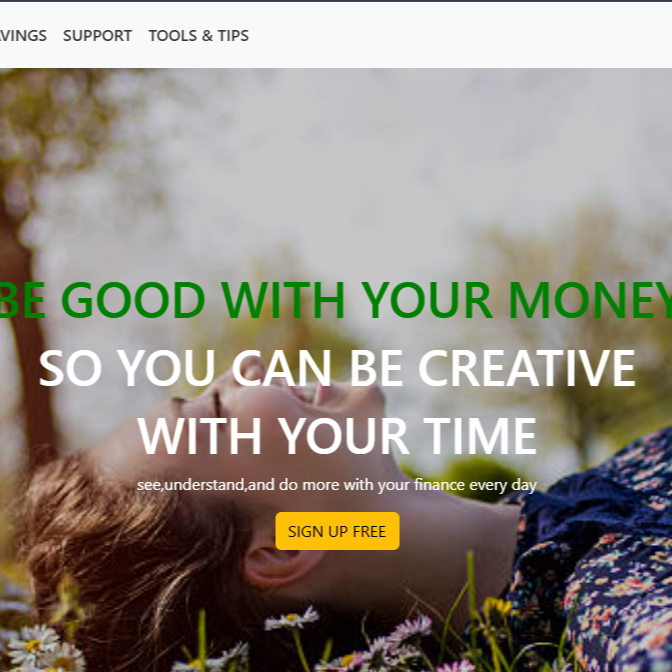 VINGS SUPPORT TOOLS & TIPS
BE GOOD WITH YOUR MONEY
SO YOU CAN BE CREATIVE
WITH YOUR TIME
see,understand,and do more with your finance every day
SIGN UP FREE